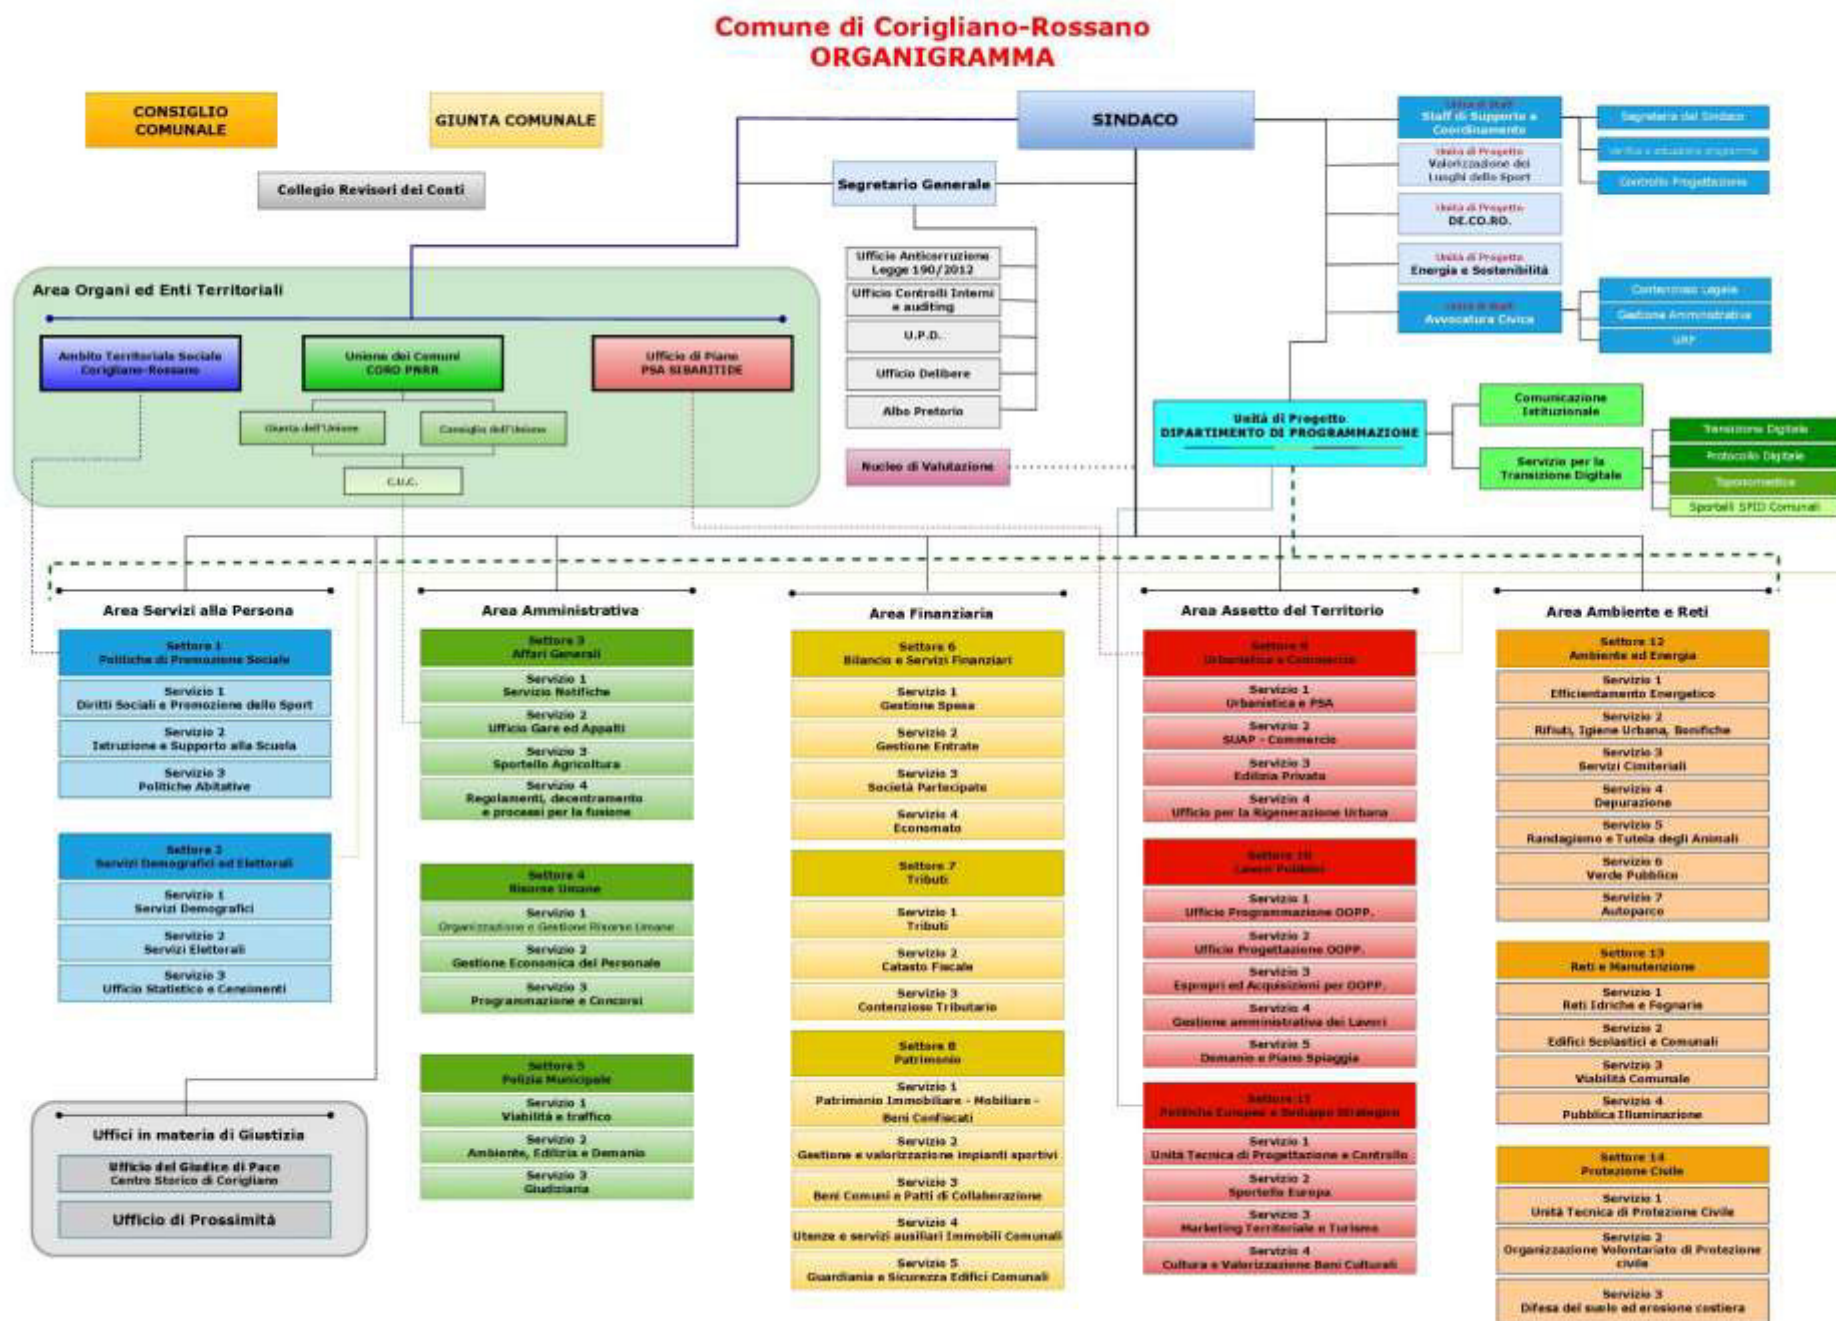 Comune di Corigliano-Rossano
ORGANIGRAMMA
CONSIGLIO
COMUNALE
GIUNTA COMUNALE
Collegio Revisori dei Conti
SINDACO
Segretario Generale
Ufficio Anticorruzione
Legge 190/2012
Ufficio Controlli Interni
e auditing
U.P.D.
Ufficio Delibere
Albo Pretorio
Nucleo di Valutazione
Unità di Staff
Staff di Supporto e
Coordinamento
Segreteria del Sindaco
Verifica e attuazione programma
Controllo Progettazione
Unità di Progetto
Valorizzazione dei
Luoghi dello Sport
Unità di Progetto
DE.CO.RO.
Unità di Progetto
Energia e Sostenibilità
Unità di Staff
Avvocatura Civica
Contenzioso Legale
Gestione Amministrativa
URP
Unità di Progetto
DIPARTIMENTO DI PROGRAMMAZIONE
Comunicazione
Istituzionale
Servizio per la
Transizione Digitale
Transizione Digitale
Protocollo Digitale
Toponomastica
Sportelli SPID Comunali
Area Organi ed Enti Territoriali
Ambito Territoriale Sociale
Corigliano-Rossano
Unione dei Comuni
CORO PNRR
Ufficio di Piano
PSA SIBARITIDE
Giunta dell'Unione
Consiglio dell'Unione
C.U.C.
Area Servizi alla Persona
Settore 1
Politiche di Promozione Sociale
Servizio 1
Diritti Sociali e Promozione dello Sport
Servizio 2
Istruzione e Supporto alla Scuola
Servizio 3
Politiche Abitative
Settore 2
Servizi Demografici ed Elettorali
Servizio 1
Servizi Demografici
Servizio 2
Servizi Elettorali
Servizio 3
Ufficio Statistico e Censimenti
Uffici in materia di Giustizia
Ufficio del Giudice di Pace
Centro Storico di Corigliano
Ufficio di Prossimità
Area Amministrativa
Settore 3
Affari Generali
Servizio 1
Servizio Notifiche
Servizio 2
Ufficio Gare ed Appalti
Servizio 3
Sportello Agricoltura
Servizio 4
Regolamenti, decentramento
e processi per la fusione
Settore 4
Risorse Umane
Servizio 1
Organizzazione e Gestione Risorse Umane
Servizio 2
Gestione Economica del Personale
Servizio 3
Programmazione e Concorsi
Settore 5
Polizia Municipale
Servizio 1
Viabilità e traffico
Servizio 2
Ambiente, Edilizia e Demanio
Servizio 3
Giudiziaria
Area Finanziaria
Settore 6
Bilancio e Servizi Finanziari
Servizio 1
Gestione Spesa
Servizio 2
Gestione Entrate
Servizio 3
Società Partecipate
Servizio 4
Economato
Settore 7
Tributi
Servizio 1
Tributi
Servizio 2
Catasto Fiscale
Servizio 3
Contenzioso Tributario
Settore 8
Patrimonio
Servizio 1
Patrimonio Immobiliare - Mobiliare -
Beni Confiscati
Servizio 2
Gestione e valorizzazione impianti sportivi
Servizio 3
Beni Comuni e Patti di Collaborazione
Servizio 4
Utenze e servizi ausiliari Immobili Comunali
Servizio 5
Guardiania e Sicurezza Edifici Comunali
Area Assetto del Territorio
Settore 9
Urbanistica e Commercio
Servizio 1
Urbanistica e PSA
Servizio 2
SUAP - Commercio
Servizio 3
Edilizia Privata
Servizio 4
Ufficio per la Rigenerazione Urbana
Settore 10
Lavori Pubblici
Servizio 1
Ufficio Programmazione OOPP.
Servizio 2
Ufficio Progettazione OOPP.
Servizio 3
Espropri ed Acquisizioni per OOPP.
Servizio 4
Gestione amministrativa dei Lavori
Servizio 5
Demanio e Piano Spiaggia
Settore 11
Politiche Europee e Sviluppo Strategico
Servizio 1
Unità Tecnica di Progettazione e Controllo
Servizio 2
Sportello Europa
Servizio 3
Marketing Territoriale e Turismo
Servizio 4
Cultura e Valorizzazione Beni Culturali
Area Ambiente e Reti
Settore 12
Ambiente ed Energia
Servizio 1
Efficientamento Energetico
Servizio 2
Rifiuti, Igiene Urbana, Bonifiche
Servizio 3
Servizi Cimiteriali
Servizio 4
Depurazione
Servizio 5
Randagismo e Tutela degli Animali
Servizio 6
Verde Pubblico
Servizio 7
Autoparco
Settore 13
Reti e Manutenzione
Servizio 1
Reti Idriche e Fognarie
Servizio 2
Edifici Scolastici e Comunali
Servizio 3
Viabilità Comunale
Servizio 4
Pubblica Illuminazione
Settore 14
Protezione Civile
Servizio 1
Unità Tecnica di Protezione Civile
Servizio 2
Organizzazione Volontariato di Protezione
civile
Servizio 3
Difesa del suolo ed erosione costiera